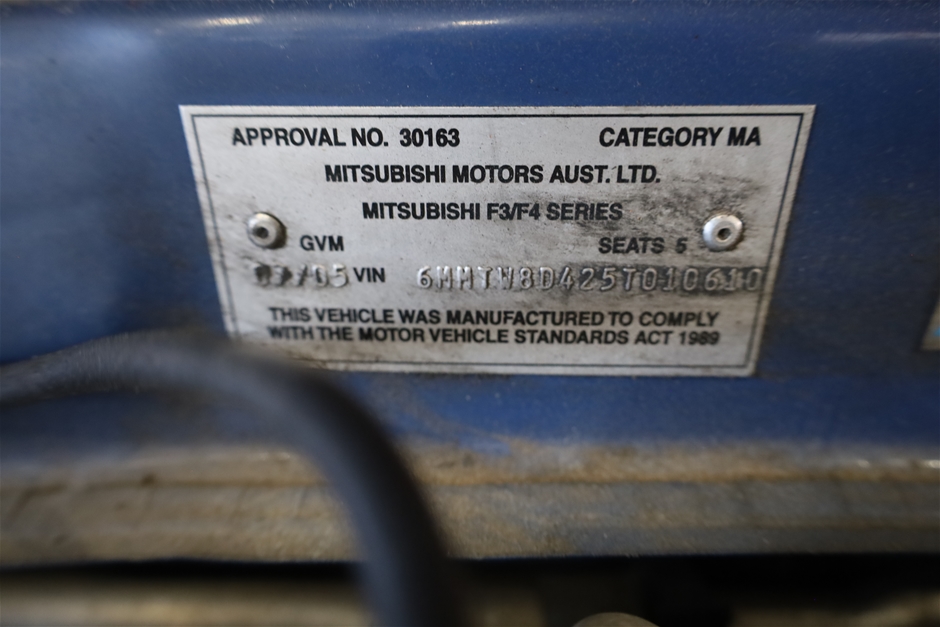 APPROVAL NO. 30163 CATEGORY MA
MITSUBISHI MOTORS AUST. LTD.
MITSUBISHI F3/F4 SERIES
GVM SEATS 5
VIN 6MMTW8D425T010610
THIS VEHICLE WAS MANUFACTURED TO COMPLY
WITH THE MOTOR VEHICLE STANDARDS ACT 1989